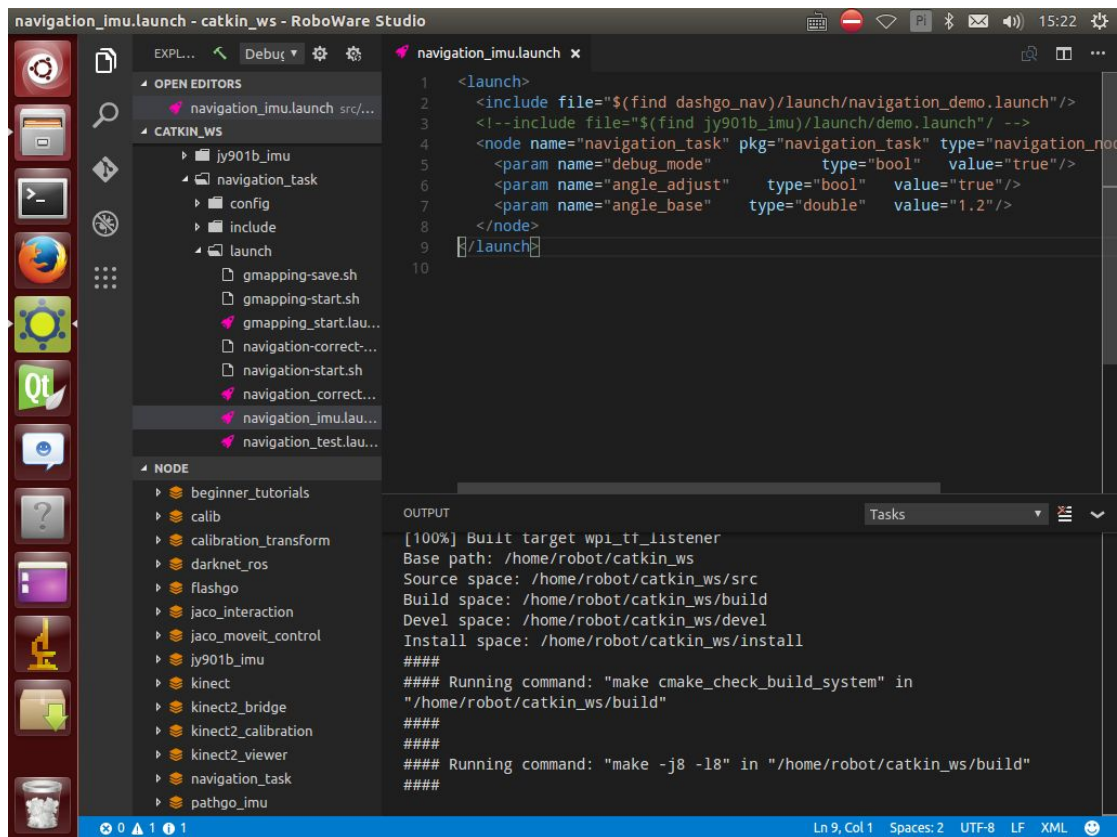 navigation_imu.launch - catkin_ws - RoboWare Studio
Pi
15:22
EXPL...
Debug
OPEN EDITORS
navigation_imu.launch src/...
CATKIN_WS
jy901b_imu
navigation_task
config
include
launch
gmapping-save.sh
gmapping-start.sh
gmapping_start.lau...
navigation-correct-...
navigation-start.sh
navigation_correct...
navigation_imu.lau...
navigation_test.lau...
NODE
beginner_tutorials
calib
calibration_transform
darknet_ros
flashgo
jaco_interaction
jaco_moveit_control
jy901b_imu
kinect
kinect2_bridge
kinect2_calibration
kinect2_viewer
navigation_task
pathgo_imu
navigation_imu.launch
1 <launch>
2 <include file="$(find dashgo_nav)/launch/navigation_demo.launch"/>
3 <!--include file="$(find jy901b_imu)/launch/demo.launch"/ -->
4 <node name="navigation_task" pkg="navigation_task" type="navigation_noc
5 <param name="debug_mode" type="bool" value="true"/>
6 <param name="angle_adjust" type="bool" value="true"/>
7 <param name="angle_base" type="double" value="1.2"/>
8 </node>
9 </launch>
10
OUTPUT
Tasks
[100%] Built target wpi_tf_listener
Base path: /home/robot/catkin_ws
Source space: /home/robot/catkin_ws/src
Build space: /home/robot/catkin_ws/build
Devel space: /home/robot/catkin_ws/devel
Install space: /home/robot/catkin_ws/install
####
#### Running command: "make cmake_check_build_system" in
"/home/robot/catkin_ws/build"
####
####
#### Running command: "make -j8 -l8" in "/home/robot/catkin_ws/build"
####
0 1 1
Ln 9, Col 1 Spaces: 2 UTF-8 LF XML
Qt